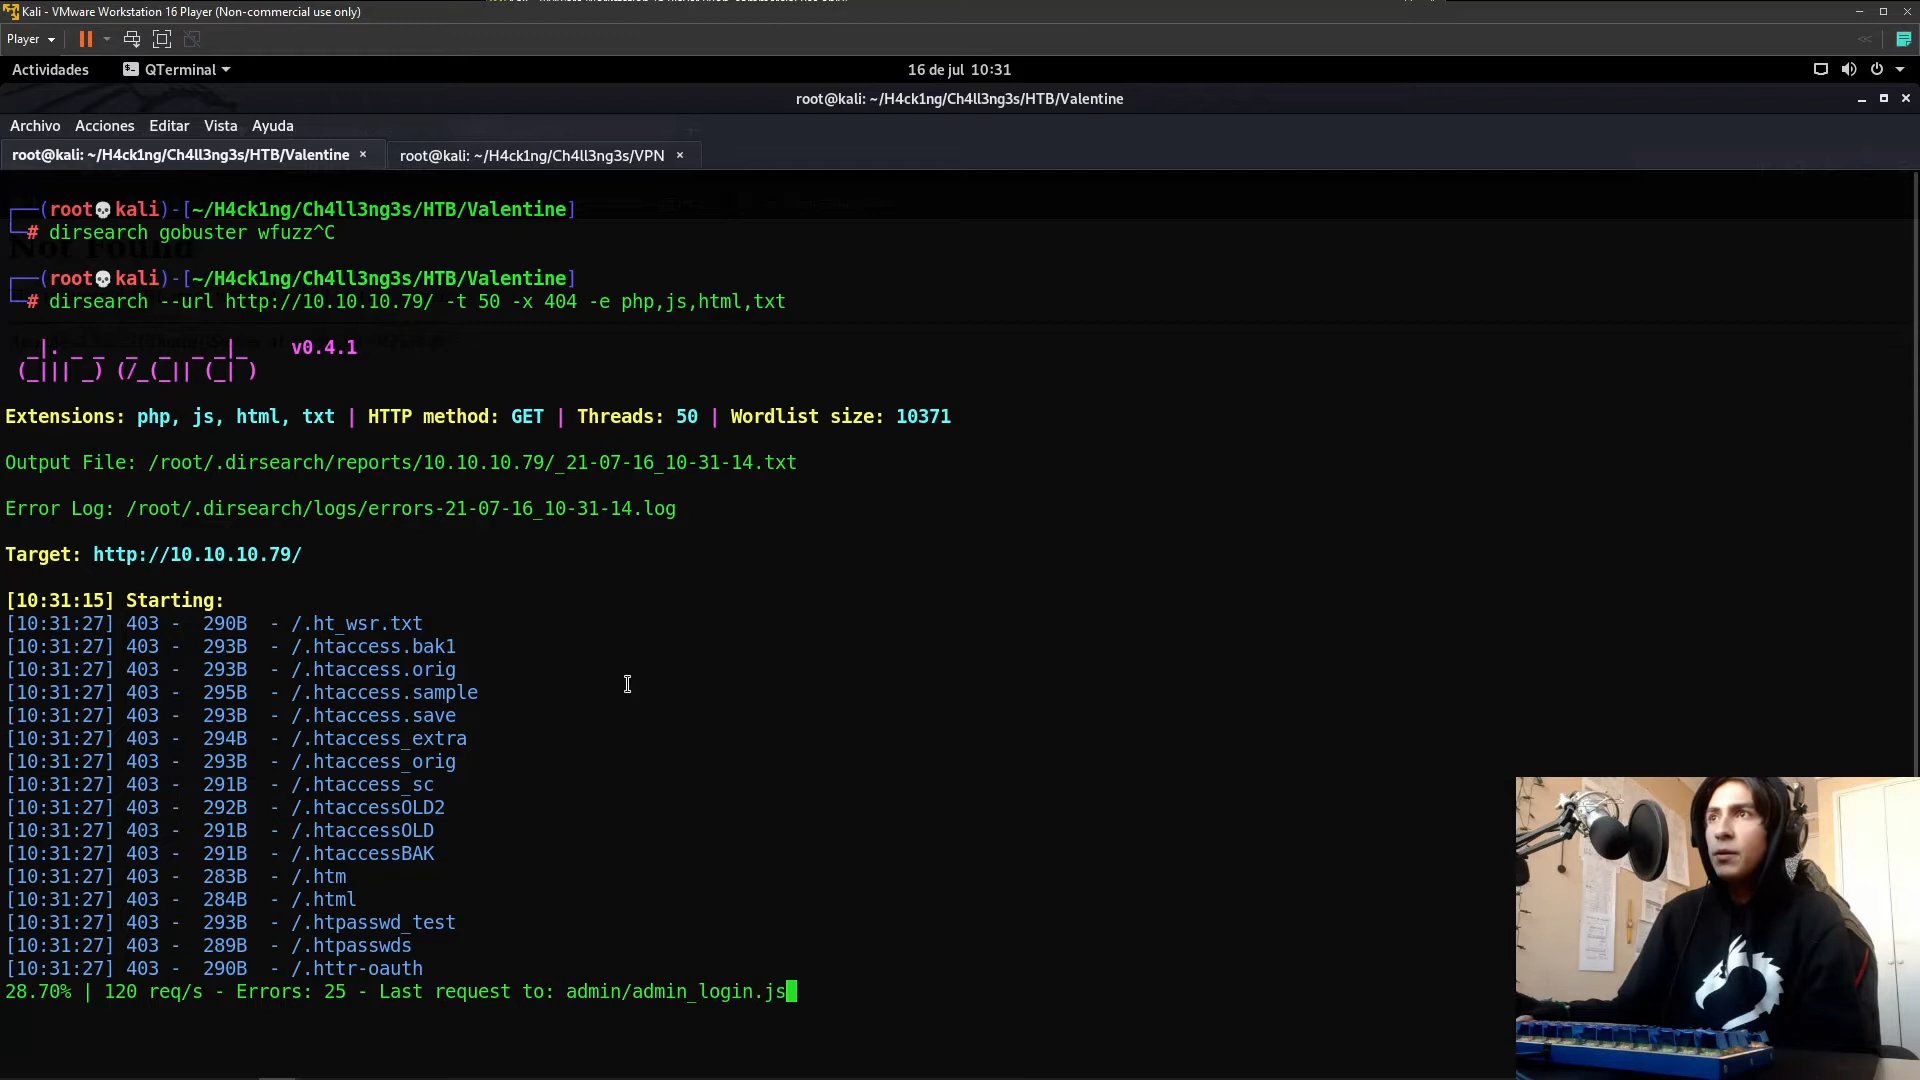 Kali - VMware Workstation 16 Player (Non-commercial use only)
Player
Actividades QTerminal 16 de jul 10:31
root@kali: ~/H4ck1ng/Ch4ll3ng3s/HTB/Valentine
Archivo Acciones Editar Vista Ayuda
root@kali: ~/H4ck1ng/Ch4ll3ng3s/HTB/Valentine × root@kali: ~/H4ck1ng/Ch4ll3ng3s/VPN ×
┌──(root💀kali)-[~/H4ck1ng/Ch4ll3ng3s/HTB/Valentine]
└─# dirsearch gobuster wfuzz^C
Not Found
┌──(root💀kali)-[~/H4ck1ng/Ch4ll3ng3s/HTB/Valentine]
└─# dirsearch --url http://10.10.10.79/ -t 50 -x 404 -e php,js,html,txt
_|. _ _  _  _  _ _|_    v0.4.1
(_||| _) (/_(_|| (_| )
Extensions: php, js, html, txt | HTTP method: GET | Threads: 50 | Wordlist size: 10371
Output File: /root/.dirsearch/reports/10.10.10.79/_21-07-16_10-31-14.txt
Error Log: /root/.dirsearch/logs/errors-21-07-16_10-31-14.log
Target: http://10.10.10.79/
[10:31:15] Starting:
[10:31:27] 403 -  290B  - /.ht_wsr.txt
[10:31:27] 403 -  293B  - /.htaccess.bak1
[10:31:27] 403 -  293B  - /.htaccess.orig
[10:31:27] 403 -  295B  - /.htaccess.sample
[10:31:27] 403 -  293B  - /.htaccess.save
[10:31:27] 403 -  294B  - /.htaccess_extra
[10:31:27] 403 -  293B  - /.htaccess_orig
[10:31:27] 403 -  291B  - /.htaccess_sc
[10:31:27] 403 -  292B  - /.htaccessOLD2
[10:31:27] 403 -  291B  - /.htaccessOLD
[10:31:27] 403 -  291B  - /.htaccessBAK
[10:31:27] 403 -  283B  - /.htm
[10:31:27] 403 -  284B  - /.html
[10:31:27] 403 -  293B  - /.htpasswd_test
[10:31:27] 403 -  289B  - /.htpasswds
[10:31:27] 403 -  290B  - /.httr-oauth
28.70% | 120 req/s - Errors: 25 - Last request to: admin/admin_login.js